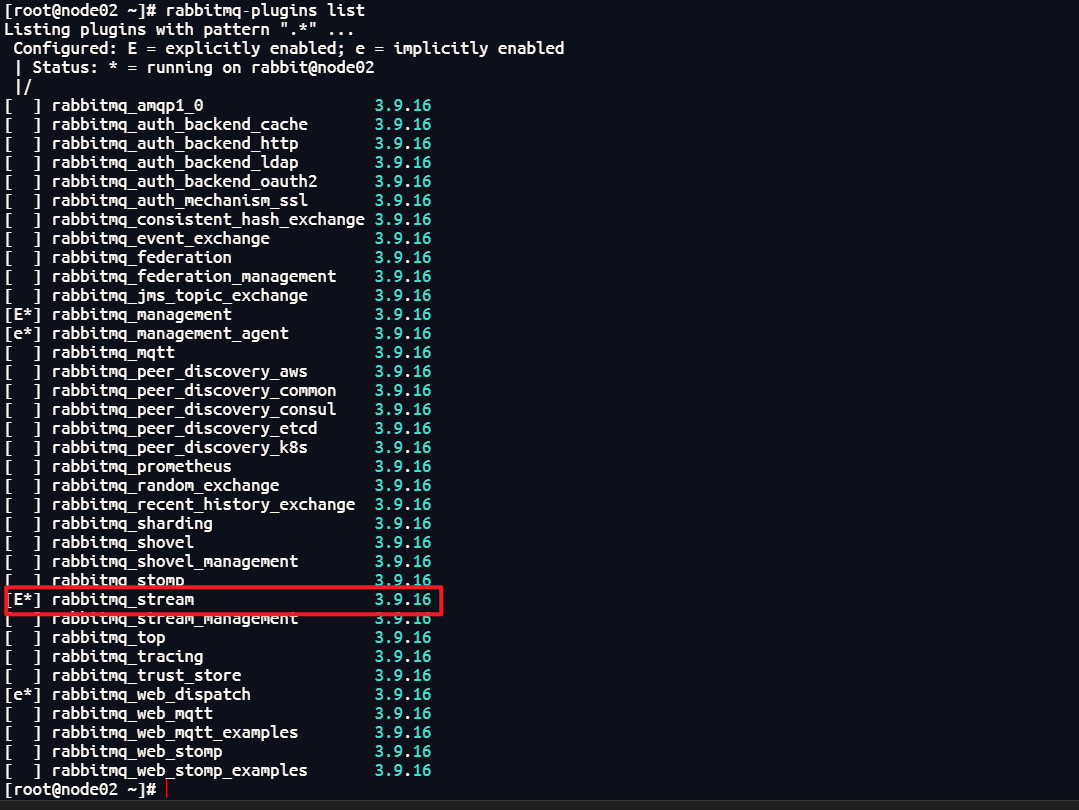 [root@node02 ~]# rabbitmq-plugins list
Listing plugins with pattern ".*" ...
 Configured: E = explicitly enabled; e = implicitly enabled
 | Status: * = running on rabbit@node02
 |/
[  ] rabbitmq_amqp1_0                  3.9.16
[  ] rabbitmq_auth_backend_cache       3.9.16
[  ] rabbitmq_auth_backend_http        3.9.16
[  ] rabbitmq_auth_backend_ldap        3.9.16
[  ] rabbitmq_auth_backend_oauth2      3.9.16
[  ] rabbitmq_auth_mechanism_ssl       3.9.16
[  ] rabbitmq_consistent_hash_exchange 3.9.16
[  ] rabbitmq_event_exchange           3.9.16
[  ] rabbitmq_federation               3.9.16
[  ] rabbitmq_federation_management    3.9.16
[  ] rabbitmq_jms_topic_exchange       3.9.16
[E*] rabbitmq_management               3.9.16
[e*] rabbitmq_management_agent         3.9.16
[  ] rabbitmq_mqtt                     3.9.16
[  ] rabbitmq_peer_discovery_aws       3.9.16
[  ] rabbitmq_peer_discovery_common    3.9.16
[  ] rabbitmq_peer_discovery_consul    3.9.16
[  ] rabbitmq_peer_discovery_etcd      3.9.16
[  ] rabbitmq_peer_discovery_k8s       3.9.16
[  ] rabbitmq_prometheus               3.9.16
[  ] rabbitmq_random_exchange          3.9.16
[  ] rabbitmq_recent_history_exchange  3.9.16
[  ] rabbitmq_sharding                 3.9.16
[  ] rabbitmq_shovel                   3.9.16
[  ] rabbitmq_shovel_management        3.9.16
[  ] rabbitmq_stomp                    3.9.16
[E*] rabbitmq_stream                   3.9.16
[  ] rabbitmq_stream_management        3.9.16
[  ] rabbitmq_top                      3.9.16
[  ] rabbitmq_tracing                  3.9.16
[  ] rabbitmq_trust_store              3.9.16
[e*] rabbitmq_web_dispatch             3.9.16
[  ] rabbitmq_web_mqtt                 3.9.16
[  ] rabbitmq_web_mqtt_examples        3.9.16
[  ] rabbitmq_web_stomp                3.9.16
[  ] rabbitmq_web_stomp_examples       3.9.16
[root@node02 ~]#